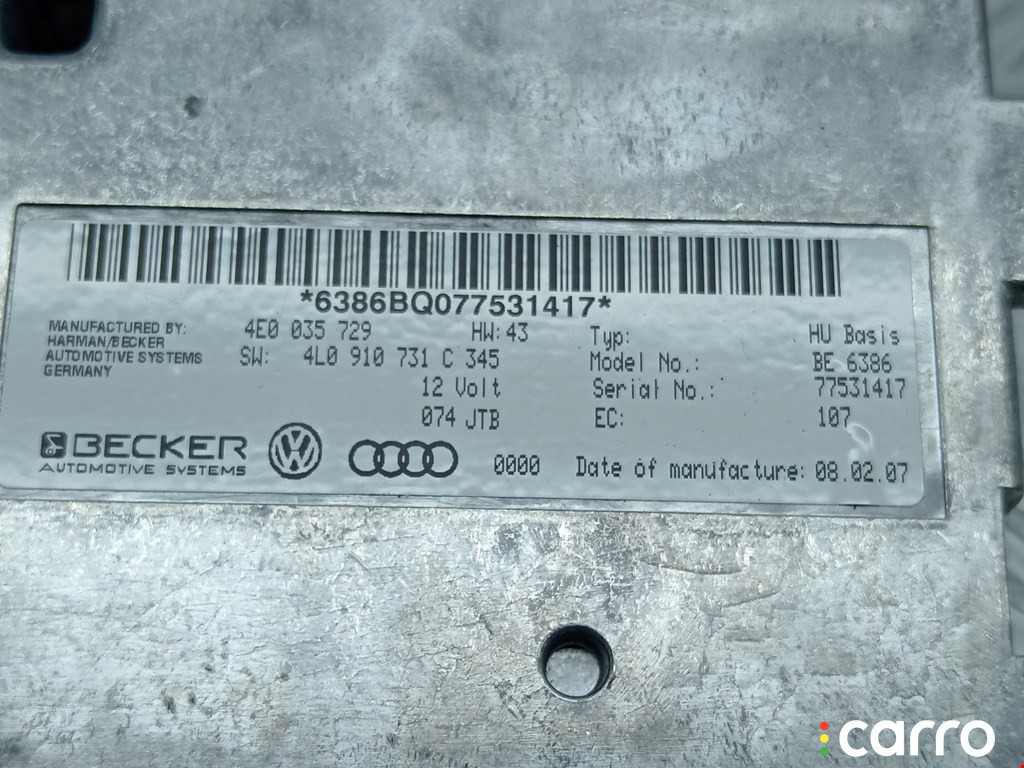 *6386BQ077531417*
MANUFACTURED BY:
HARMAN/BECKER
AUTOMOTIVE SYSTEMS
GERMANY
4E0 035 729 HW: 43
SW: 4L0 910 731 C 345
12 Volt
074 JTB
Typ: HU Basis
Model No.: BE 6386
Serial No.: 77531417
EC: 107
BECKER
AUTOMOTIVE SYSTEMS
0000 Date of manufacture: 08.02.07
carro